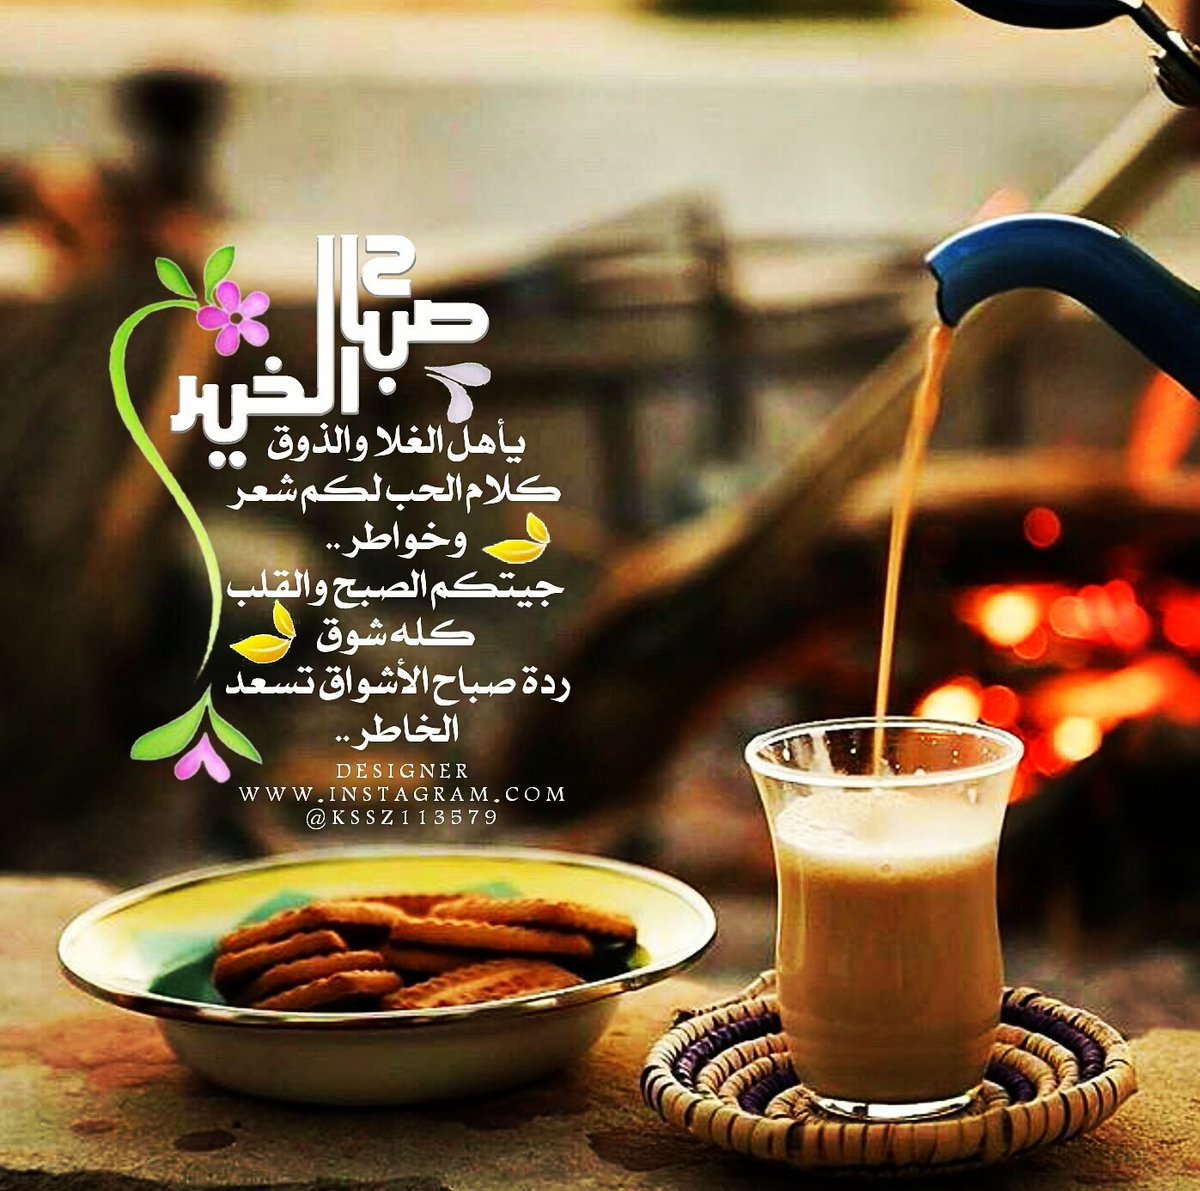 صباح
الخير
يأهل الغلا والذوق
كلام الحب لكم شعر
وخواطر..
جيتكم الصبح والقلب
كله شوق
ردة صباح الأشواق تسعد
الخاطر..
DESIGNER
WWW.INSTAGRAM.COM
@KSSZ113579